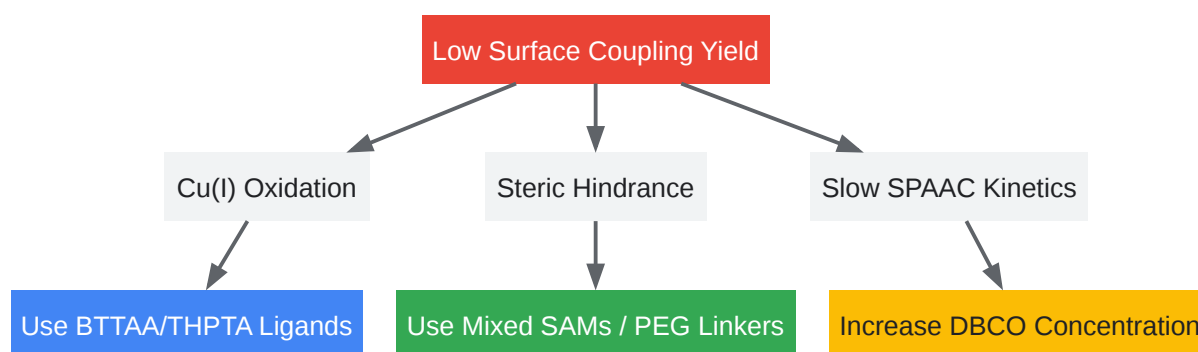 Low Surface Coupling Yield
Cu(I) Oxidation
Steric Hindrance
Slow SPAAC Kinetics
Use BTTAA/THPTA Ligands
Use Mixed SAMs / PEG Linkers
Increase DBCO Concentration